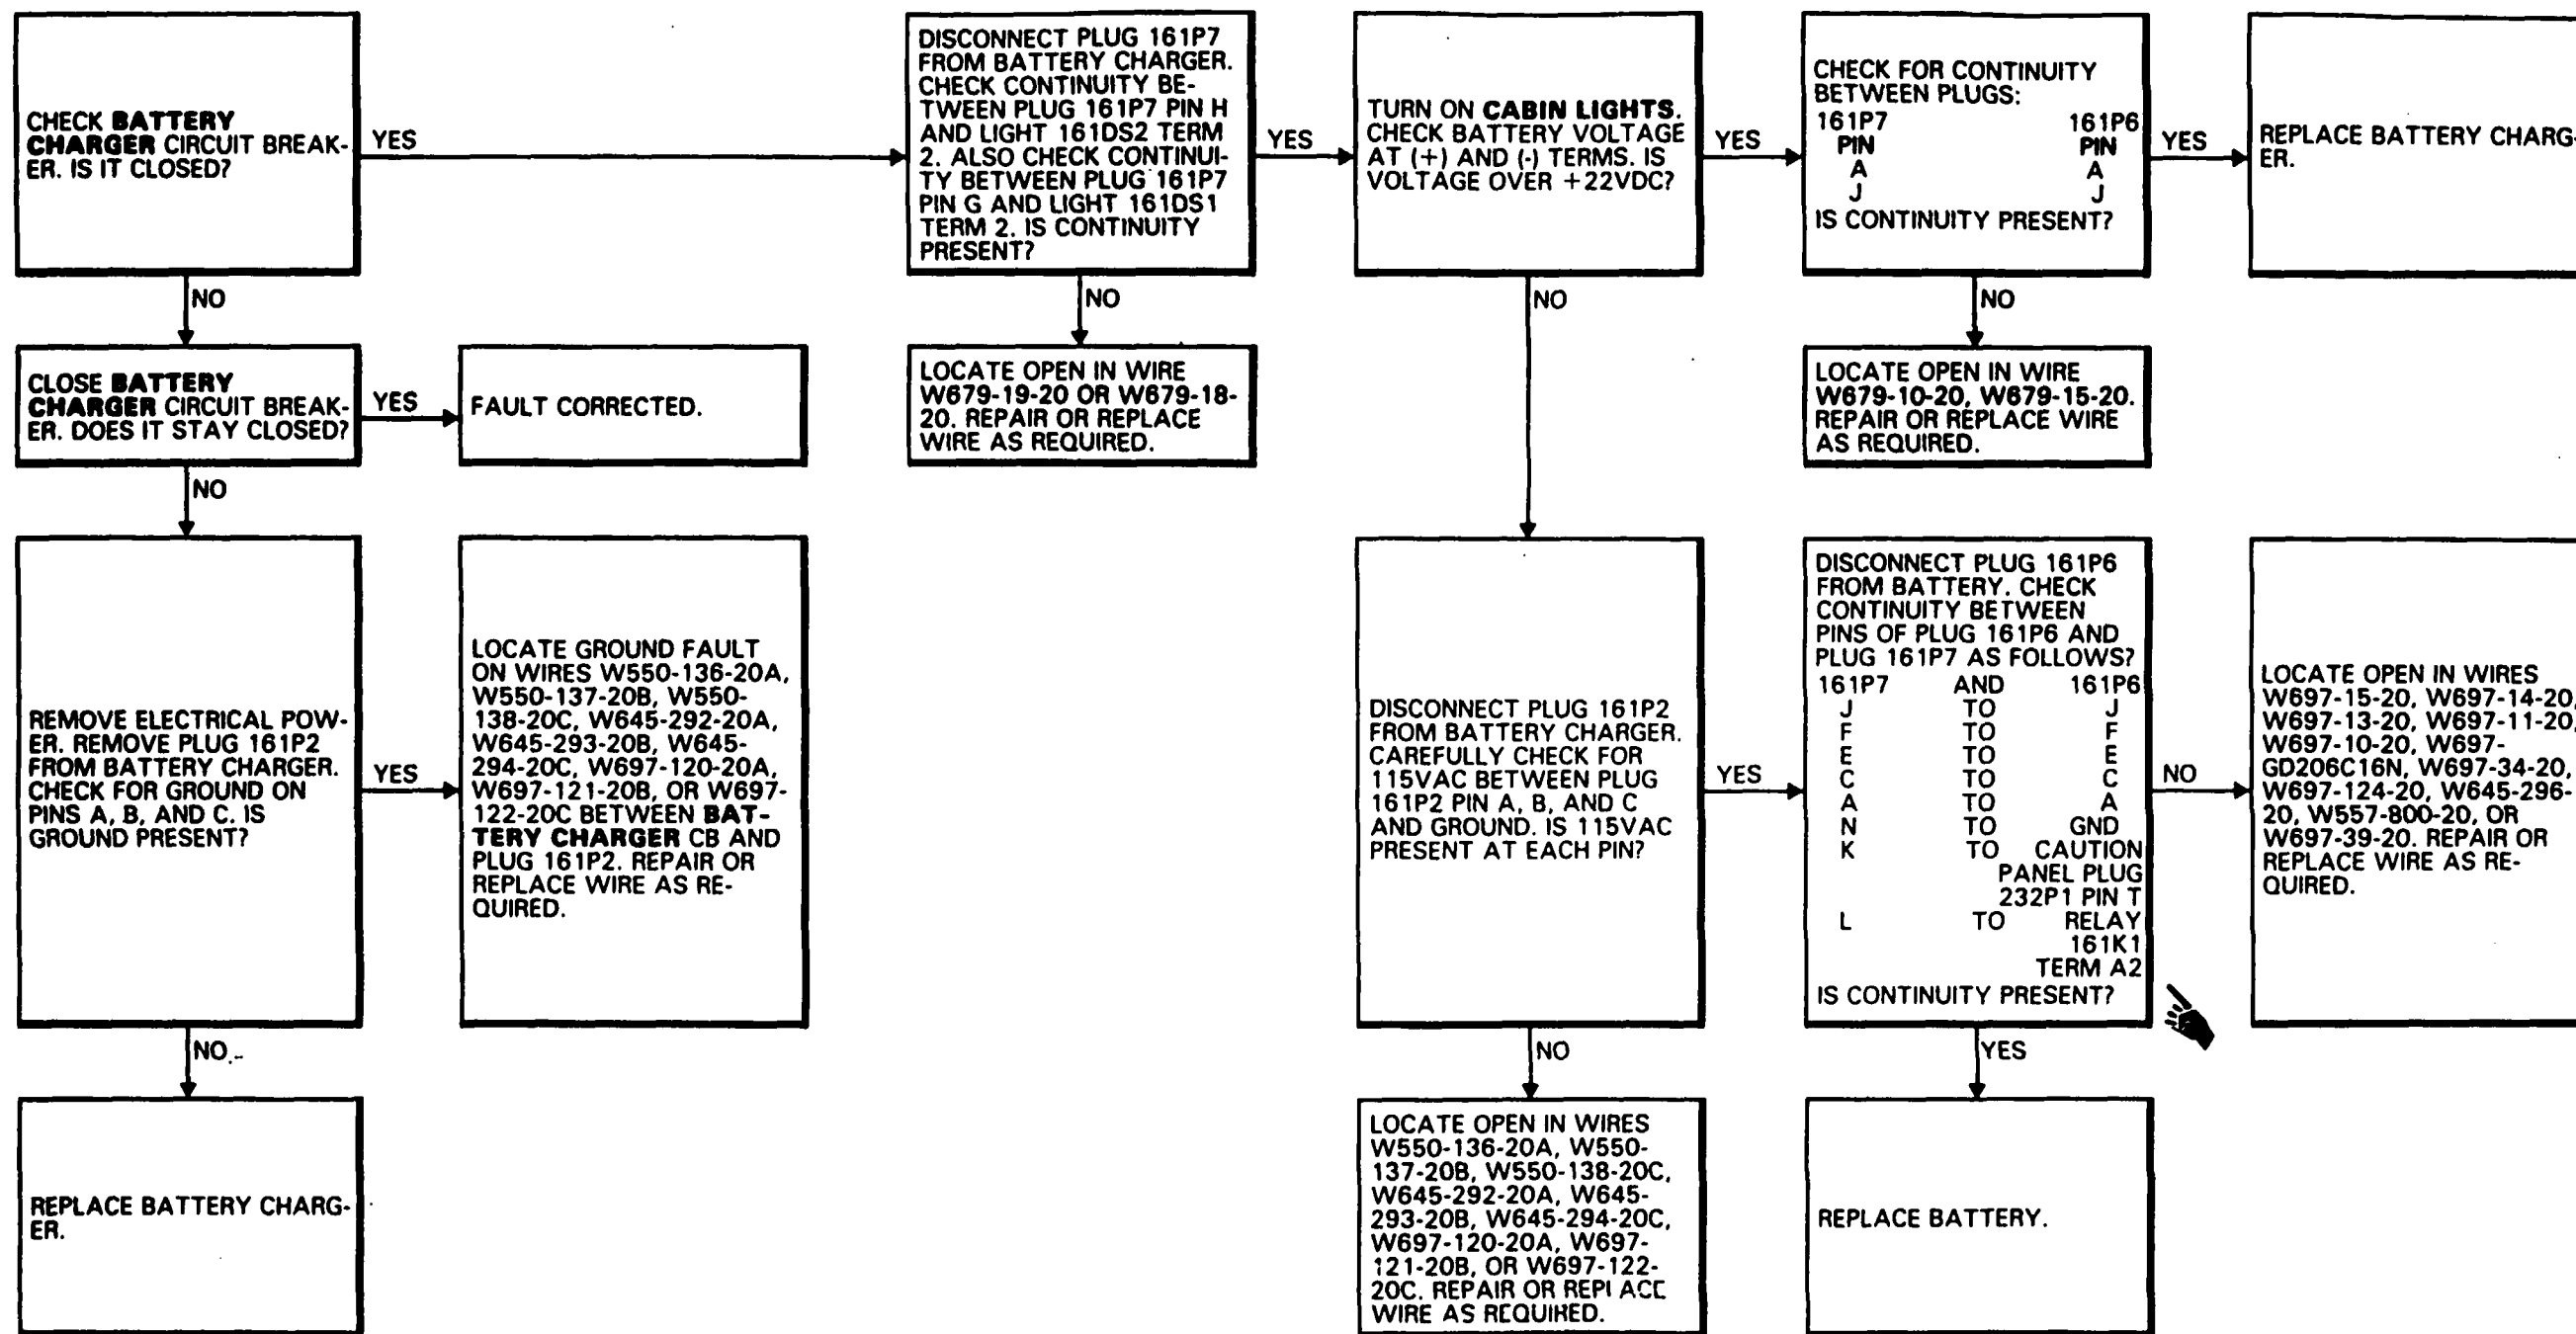 CHECK BATTERY
CHARGER CIRCUIT BREAK-
ER. IS IT CLOSED?
YES
DISCONNECT PLUG 161P7
FROM BATTERY CHARGER.
CHECK CONTINUITY BE-
TWEEN PLUG 161P7 PIN H
AND LIGHT 161DS2 TERM
2. ALSO CHECK CONTINUI-
TY BETWEEN PLUG 161P7
PIN G AND LIGHT 161DS1
TERM 2. IS CONTINUITY
PRESENT?
YES
TURN ON CABIN LIGHTS.
CHECK BATTERY VOLTAGE
AT (+) AND (-) TERMS. IS
VOLTAGE OVER +22VDC?
YES
CHECK FOR CONTINUITY
BETWEEN PLUGS:
161P7 161P6
PIN PIN
A A
J J
IS CONTINUITY PRESENT?
YES
REPLACE BATTERY CHARG-
ER.
NO
NO
NO
NO
CLOSE BATTERY
CHARGER CIRCUIT BREAK-
ER. DOES IT STAY CLOSED?
YES
FAULT CORRECTED.
LOCATE OPEN IN WIRE
W679-19-20 OR W679-18-
20. REPAIR OR REPLACE
WIRE AS REQUIRED.
LOCATE OPEN IN WIRE
W679-10-20, W679-15-20.
REPAIR OR REPLACE WIRE
AS REQUIRED.
NO
REMOVE ELECTRICAL POW-
ER. REMOVE PLUG 161P2
FROM BATTERY CHARGER.
CHECK FOR GROUND ON
PINS A, B, AND C. IS
GROUND PRESENT?
YES
LOCATE GROUND FAULT
ON WIRES W550-136-20A,
W550-137-20B, W550-
138-20C, W645-292-20A,
W645-293-20B, W645-
294-20C, W697-120-20A,
W697-121-20B, OR W697-
122-20C BETWEEN BAT-
TERY CHARGER CB AND
PLUG 161P2. REPAIR OR
REPLACE WIRE AS RE-
QUIRED.
DISCONNECT PLUG 161P2
FROM BATTERY CHARGER.
CAREFULLY CHECK FOR
115VAC BETWEEN PLUG
161P2 PIN A, B, AND C
AND GROUND. IS 115VAC
PRESENT AT EACH PIN?
YES
DISCONNECT PLUG 161P6
FROM BATTERY. CHECK
CONTINUITY BETWEEN
PINS OF PLUG 161P6 AND
PLUG 161P7 AS FOLLOWS?
161P7 AND 161P6
J TO J
F TO F
E TO E
C TO C
A TO A
N TO GND
K TO CAUTION
PANEL PLUG
232P1 PIN T
L TO RELAY
161K1
TERM A2
IS CONTINUITY PRESENT?
NO
LOCATE OPEN IN WIRES
W697-15-20, W697-14-20,
W697-13-20, W697-11-20,
W697-10-20, W697-
GD206C16N, W697-34-20,
W697-124-20, W645-296-
20, W557-800-20, OR
W697-39-20. REPAIR OR
REPLACE WIRE AS RE-
QUIRED.
NO
NO
YES
REPLACE BATTERY CHARG-
ER.
LOCATE OPEN IN WIRES
W550-136-20A, W550-
137-20B, W550-138-20C,
W645-292-20A, W645-
293-20B, W645-294-20C,
W697-120-20A, W697-
121-20B, OR W697-122-
20C. REPAIR OR REPLACE
WIRE AS REQUIRED.
REPLACE BATTERY.